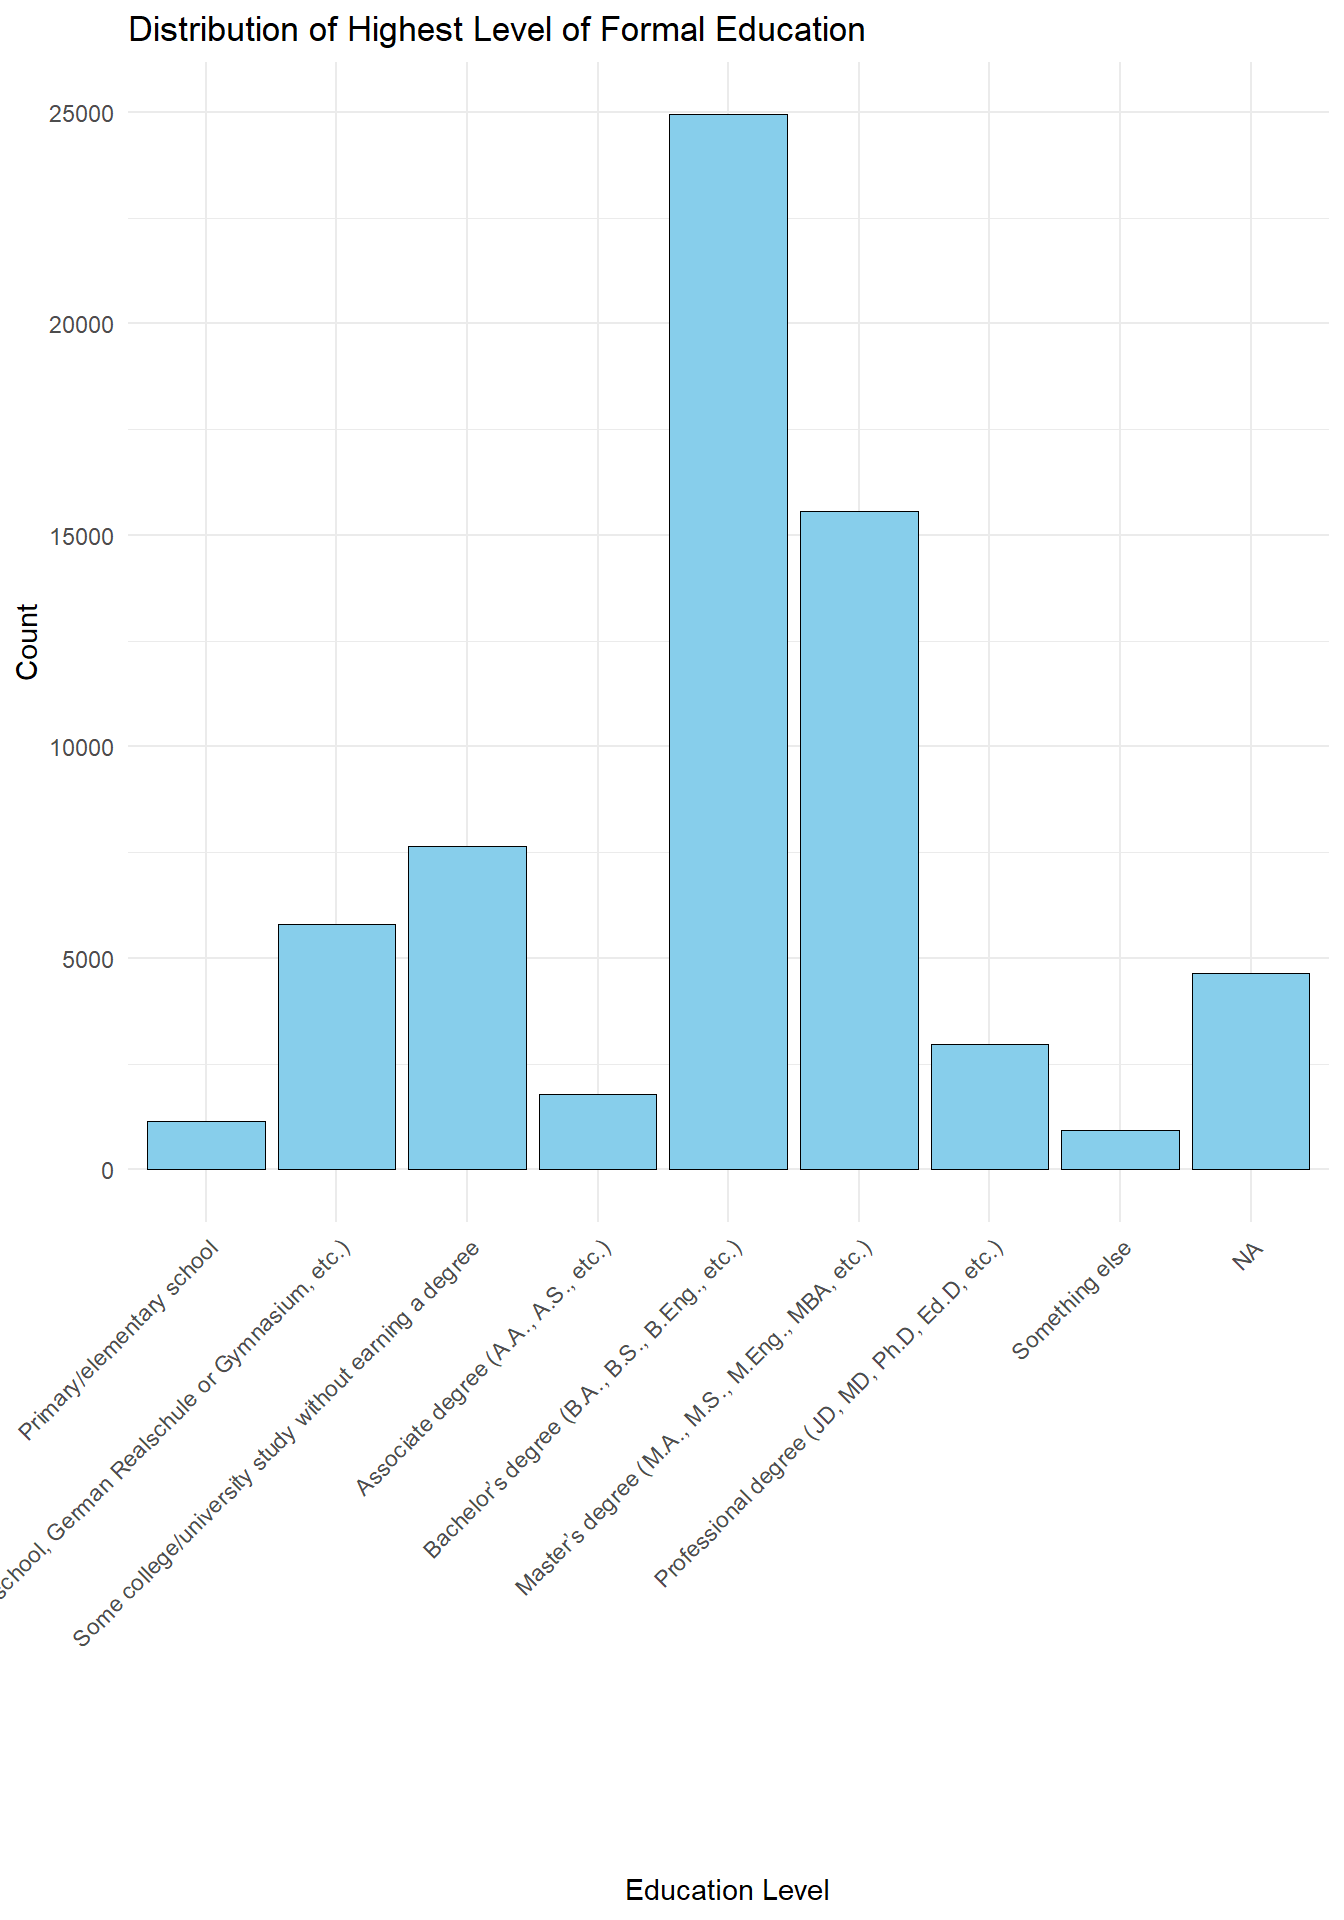 Distribution of Highest Level of Formal Education
Count
25000
20000
15000
10000
5000
0
Primary/elementary school
school, German Realschule or Gymnasium, etc.)
Some college/university study without earning a degree
Associate degree (A.A., A.S., etc.)
Bachelor’s degree (B.A., B.S., B.Eng., etc.)
Master’s degree (M.A., M.S., M.Eng., MBA, etc.)
Professional degree (JD, MD, Ph.D, Ed.D, etc.)
Something else
NA
Education Level